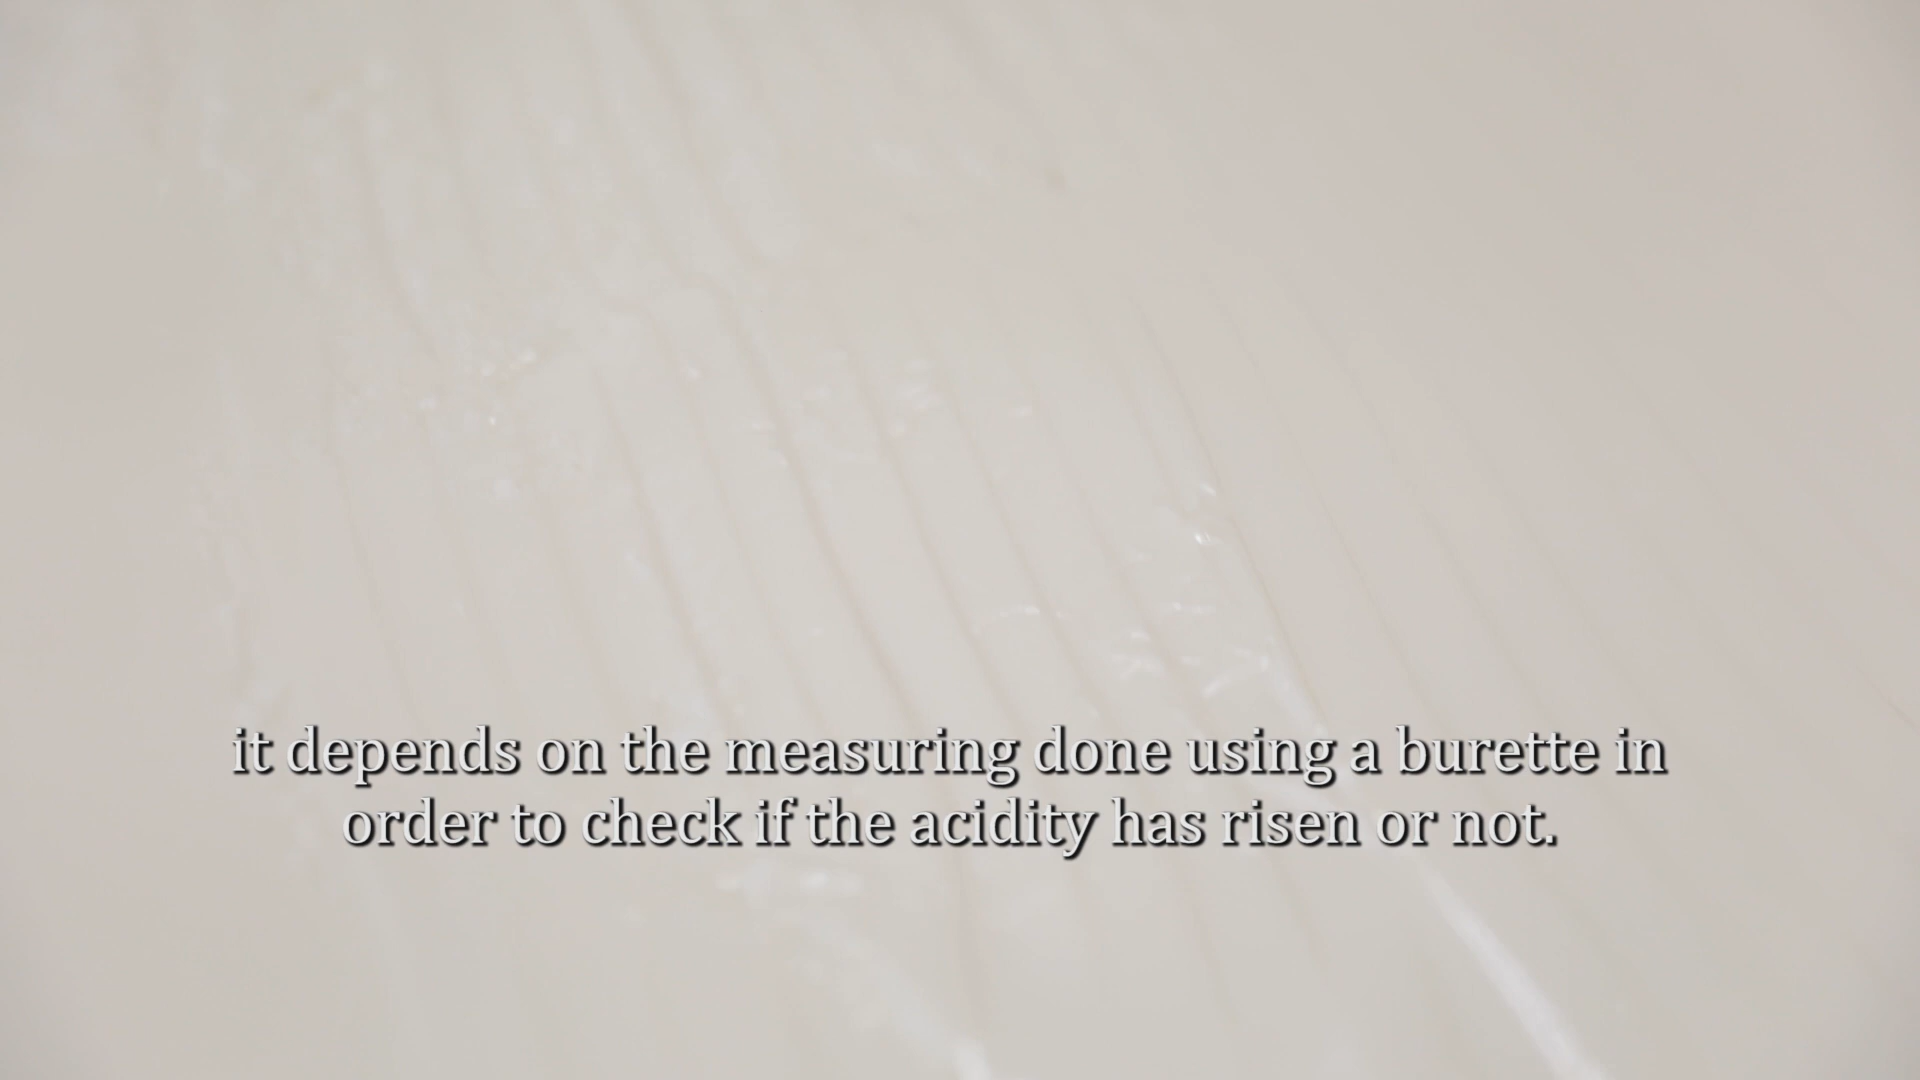 it depends on the measuring done using a burette in
order to check if the acidity has risen or not.